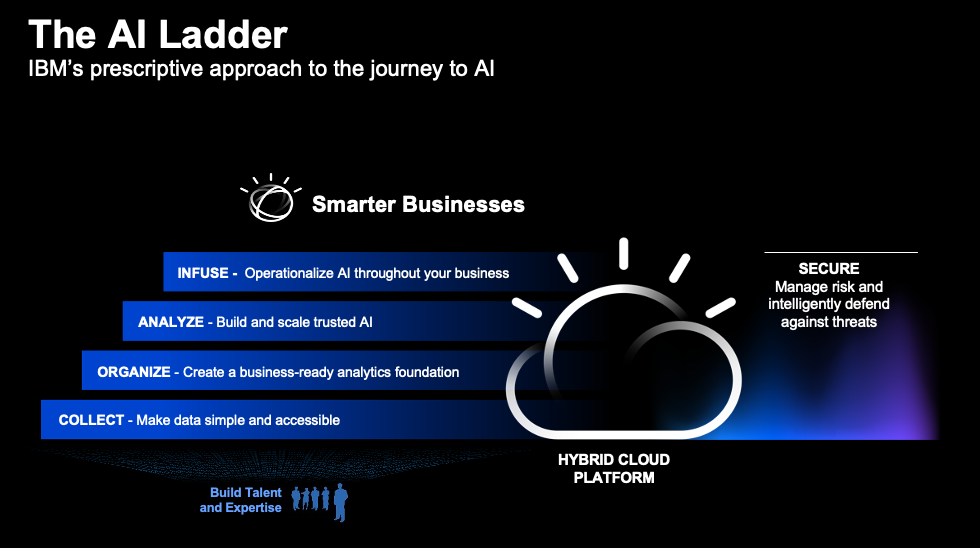 The AI Ladder
IBM’s prescriptive approach to the journey to AI
Smarter Businesses
INFUSE - Operationalize AI throughout your business
ANALYZE - Build and scale trusted AI
ORGANIZE - Create a business-ready analytics foundation
COLLECT - Make data simple and accessible
SECURE
Manage risk and
intelligently defend
against threats
HYBRID CLOUD
PLATFORM
Build Talent
and Expertise